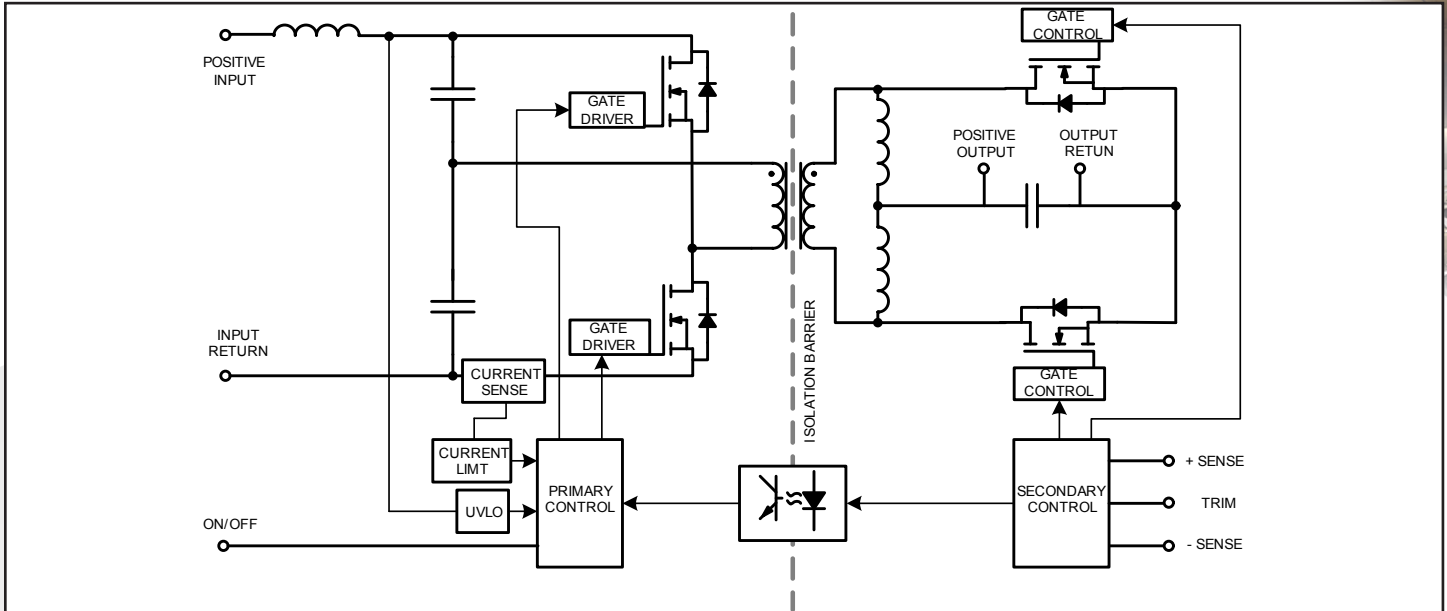 GATE
CONTROL
POSITIVE
INPUT
GATE
DRIVER
POSITIVE
OUTPUT
OUTPUT
RETUN
ISOLATION BARRIER
GATE
DRIVER
INPUT
RETURN
CURRENT
SENSE
GATE
CONTROL
CURRENT
LIMT
PRIMARY
CONTROL
UVLO
ON/OFF
SECONDARY
CONTROL
+ SENSE
TRIM
- SENSE